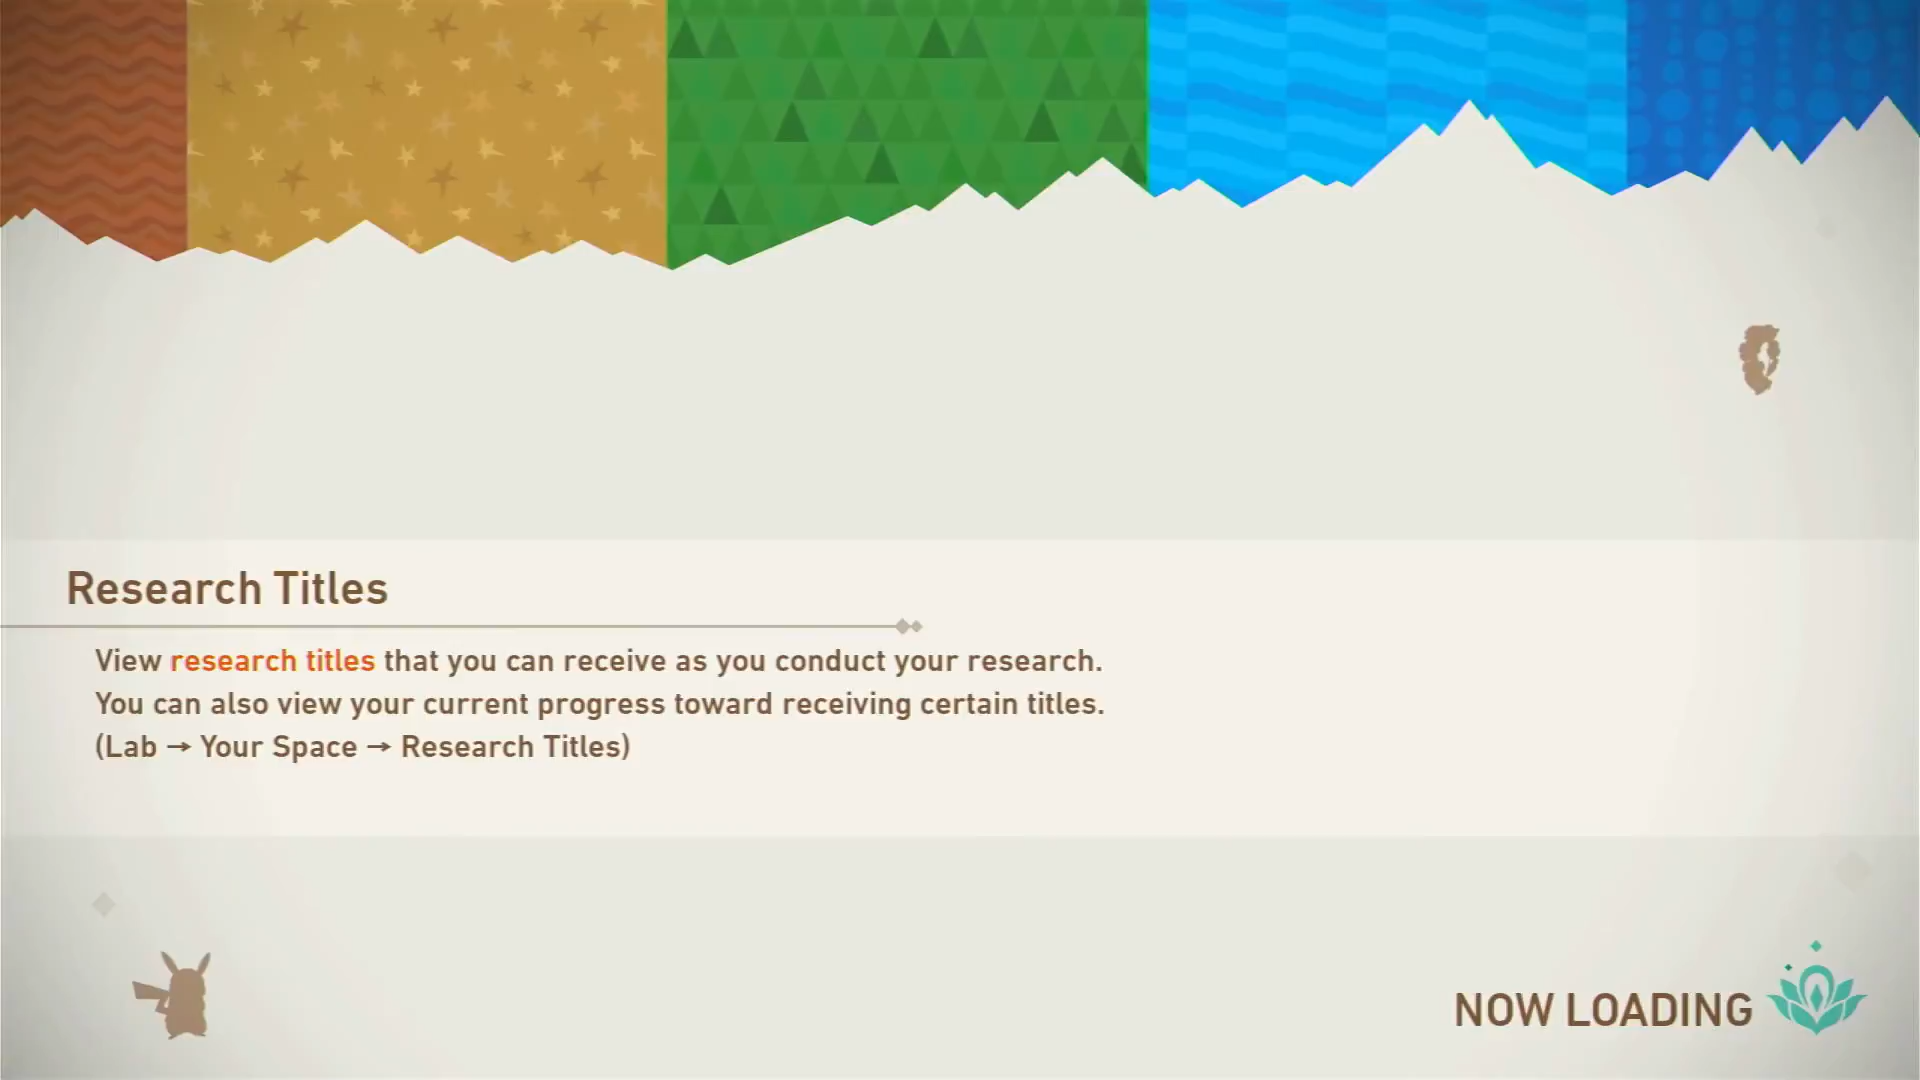 Research Titles
View research titles that you can receive as you conduct your research.
You can also view your current progress toward receiving certain titles.
(Lab → Your Space → Research Titles)
NOW LOADING